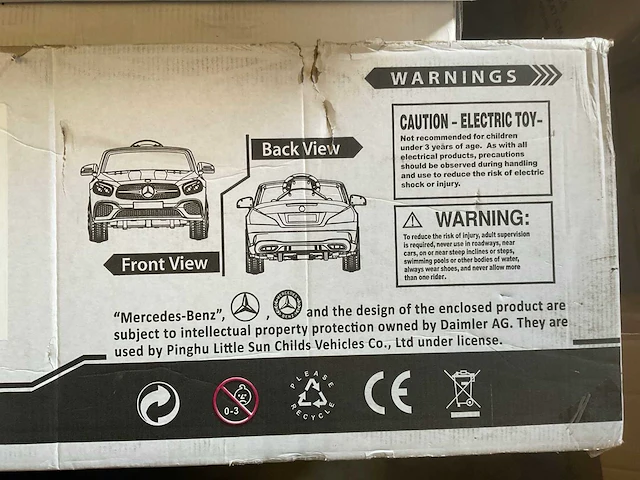 WARNINGS
CAUTION - ELECTRIC TOY-
Not recommended for children
under 3 years of age. As with all
electrical products, precautions
should be observed during handling
and use to reduce the risk of electric
shock or injury.
Back View
Front View
WARNING:
To reduce the risk of injury, adult supervision
is required, never use in roadways, near
cars, on or near steep inclines or steps,
swimming pools or other bodies of water,
always wear shoes, and never allow more
than one rider.
"Mercedes-Benz", , and the design of the enclosed product are
subject to intellectual property protection owned by Daimler AG. They are
used by Pinghu Little Sun Childs Vehicles Co., Ltd under license.
0-3
PLEASE
RECYCLE
CE